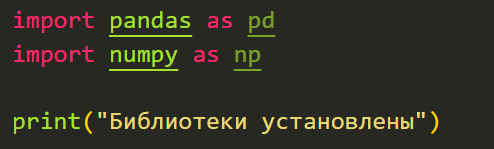 import pandas as pd
import numpy as np
print("Библиотеки установлены")